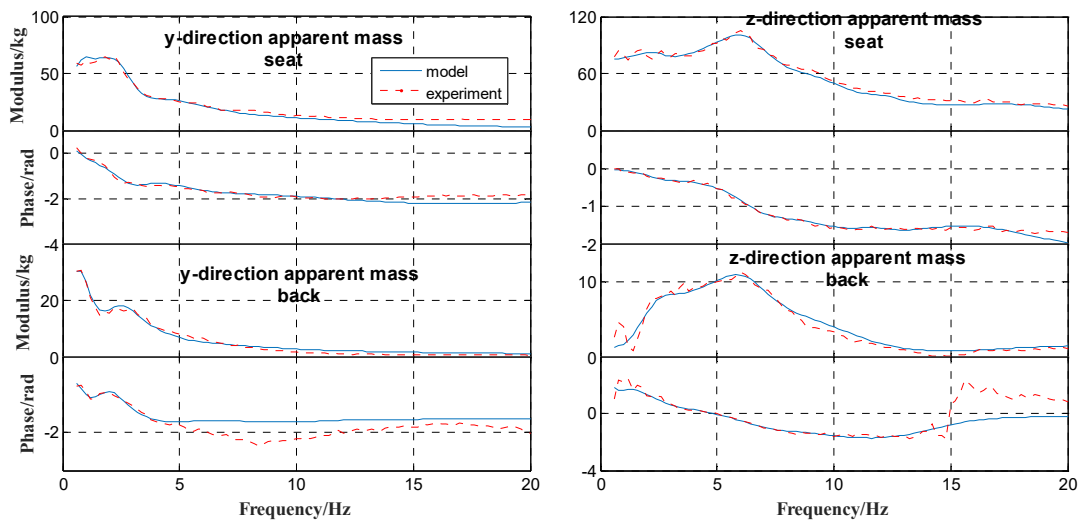 100
50
0
Modulus/kg
y-direction apparent mass
seat
model
experiment
0
-2
-4
Phase/rad
20
0
Modulus/kg
y-direction apparent mass
back
-2
Phase/rad
0
5
10
15
20
Frequency/Hz
120
60
0
z-direction apparent mass
seat
0
-1
-2
10
0
z-direction apparent mass
back
0
-4
0
5
10
15
20
Frequency/Hz